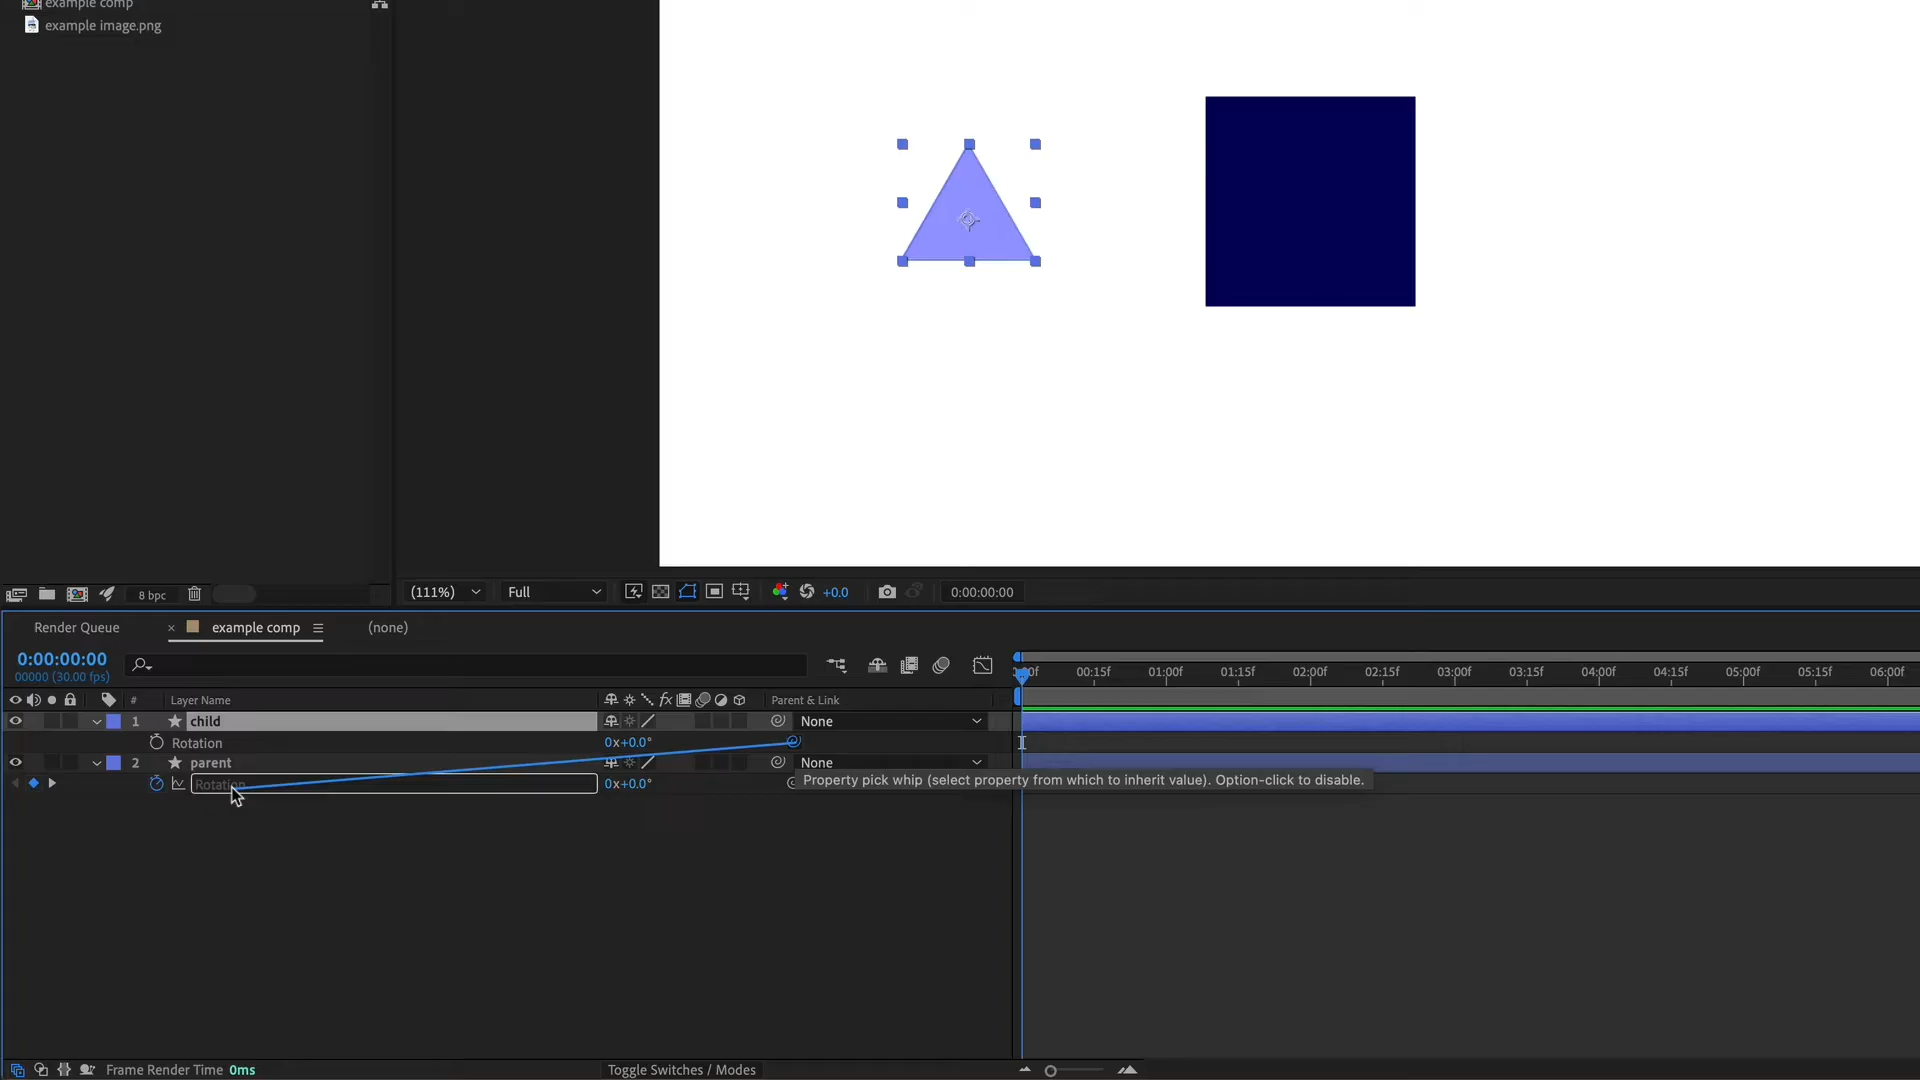 example comp
example image.png
8 bpc
(111%)
Full
+0.0
0:00:00:00
Render Queue
× example comp
(none)
0:00:00:00
00000 (30.00 fps)
00:15f 01:00f 01:15f 02:00f 02:15f 03:00f 03:15f 04:00f 04:15f 05:00f 05:15f 06:00f
# Layer Name
fx
Parent & Link
1 child
None
Rotation
0x+0.0°
2 parent
None
Rotation
0x+0.0°
Property pick whip (select property from which to inherit value). Option-click to disable.
Frame Render Time 0ms
Toggle Switches / Modes